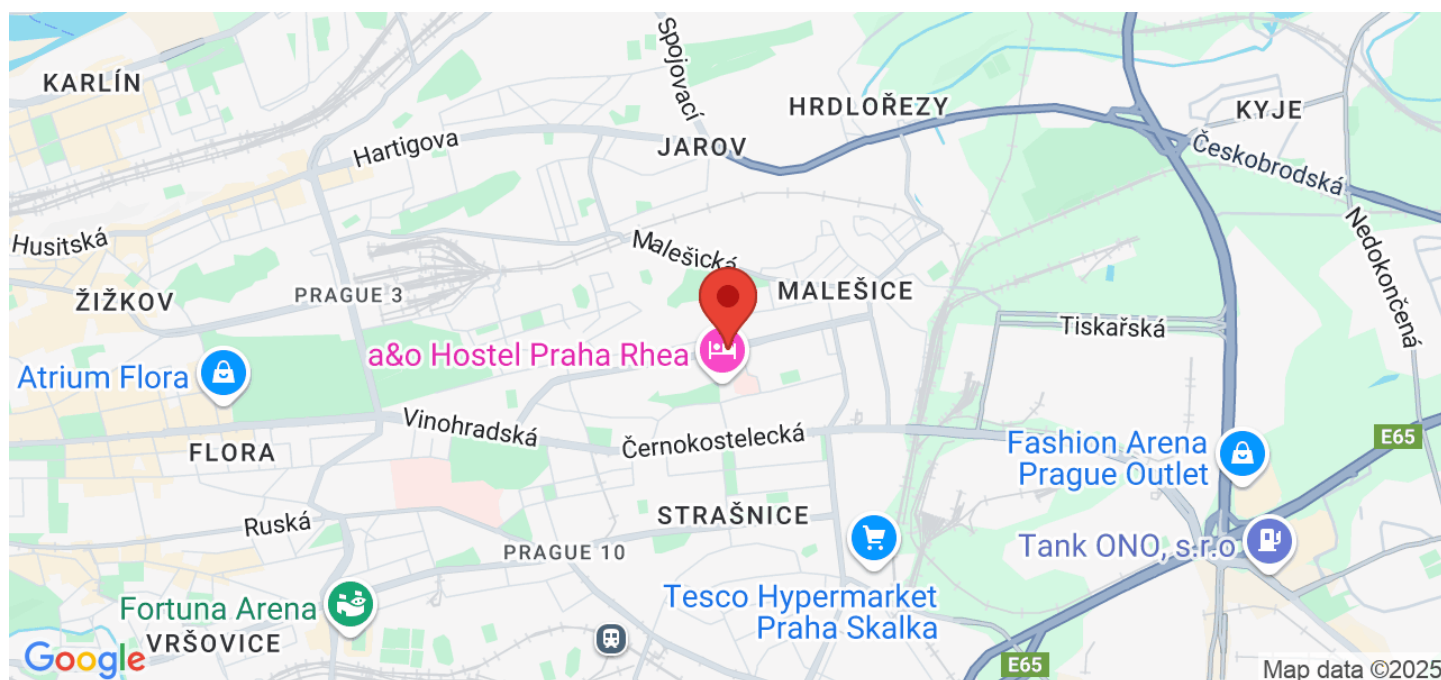 KARLÍN
Spojovací
HRDLOŘEZY
KYJE
Hartigova
JAROV
Českobrodská
Husitská
Malešická
Nedokončená
ŽIŽKOV
PRAGUE 3
MALEŠICE
Tiskařská
a&o Hostel Praha Rhea
Atrium Flora
Vinohradská
Černokostelecká
FLORA
Fashion Arena
Prague Outlet
E65
Ruská
STRAŠNICE
PRAGUE 10
Tank ONO, s.r.o
Fortuna Arena
VRŠOVICE
Tesco Hypermarket
Praha Skalka
Google
E65
Map data ©2025